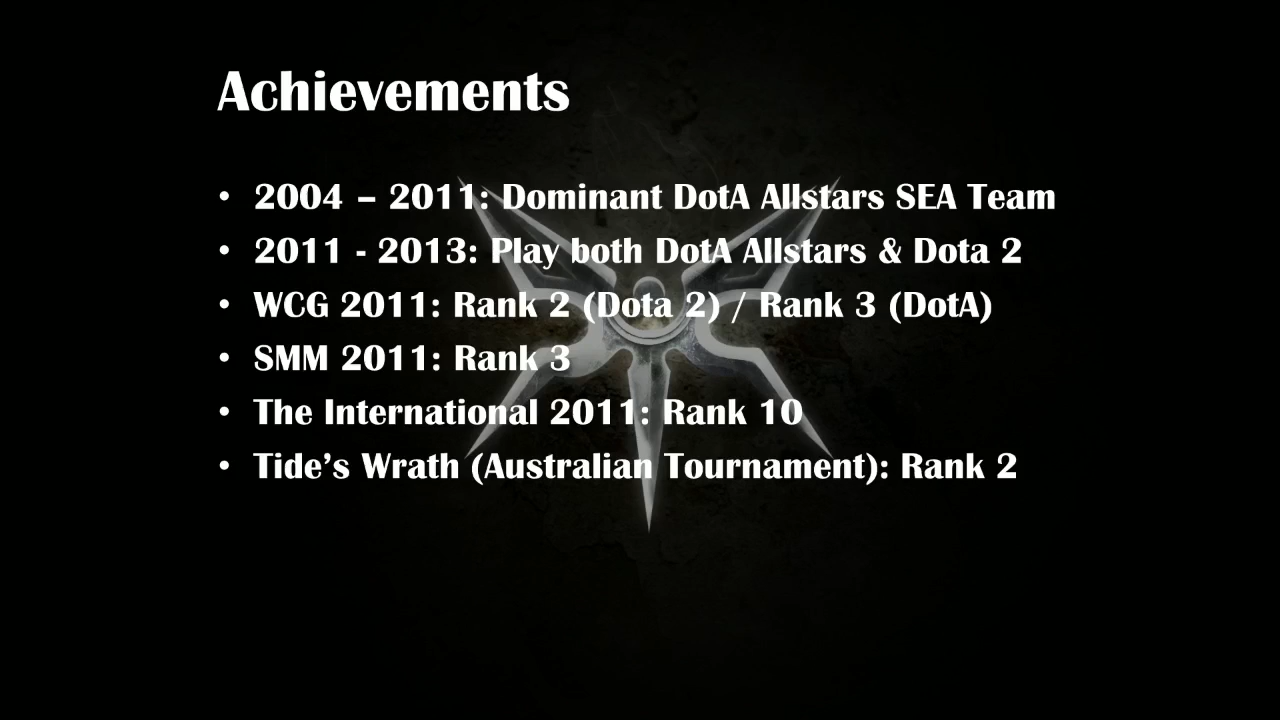 Achievements
• 2004 – 2011: Dominant DotA Allstars SEA Team
• 2011 - 2013: Play both DotA Allstars & Dota 2
• WCG 2011: Rank 2 (Dota 2) / Rank 3 (DotA)
• SMM 2011: Rank 3
• The International 2011: Rank 10
• Tide’s Wrath (Australian Tournament): Rank 2